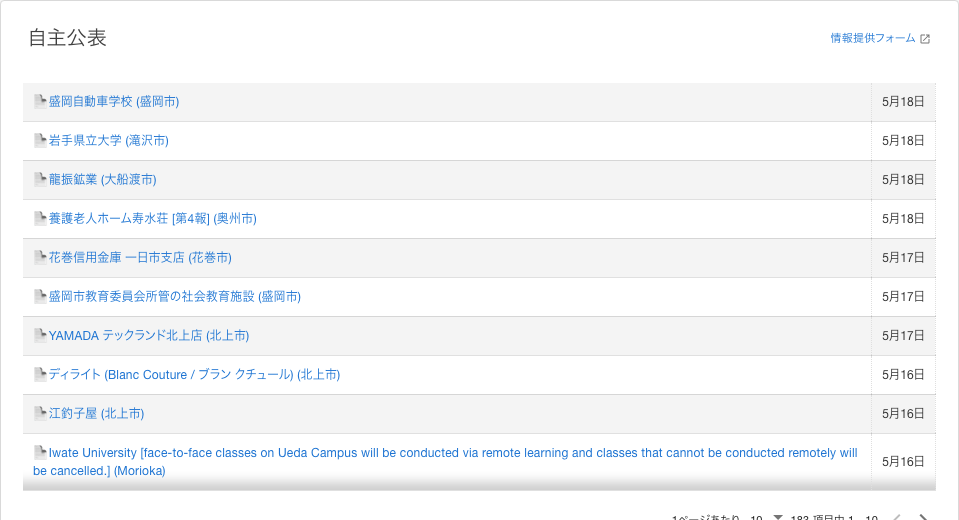 自主公表
情報提供フォーム
盛岡自動車学校 (盛岡市) 5月18日
岩手県立大学 (滝沢市) 5月18日
龍振鉱業 (大船渡市) 5月18日
養護老人ホーム寿水荘 [第4報] (奥州市) 5月18日
花巻信用金庫 一日市支店 (花巻市) 5月17日
盛岡市教育委員会所管の社会教育施設 (盛岡市) 5月17日
YAMADA テックランド北上店 (北上市) 5月17日
ディライト (Blanc Couture / ブラン クチュール) (北上市) 5月16日
江釣子屋 (北上市) 5月16日
Iwate University [face-to-face classes on Ueda Campus will be conducted via remote learning and classes that cannot be conducted remotely will
be cancelled.] (Morioka) 5月16日
1ページあたり 10 183 項目中 1 - 10